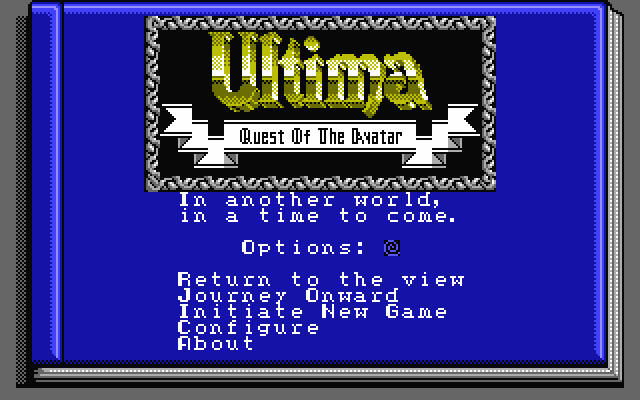 Ultima
Quest Of The Avatar
In another world,
in a time to come.
Options:
Return to the view
Journey Onward
Initiate New Game
Configure
About